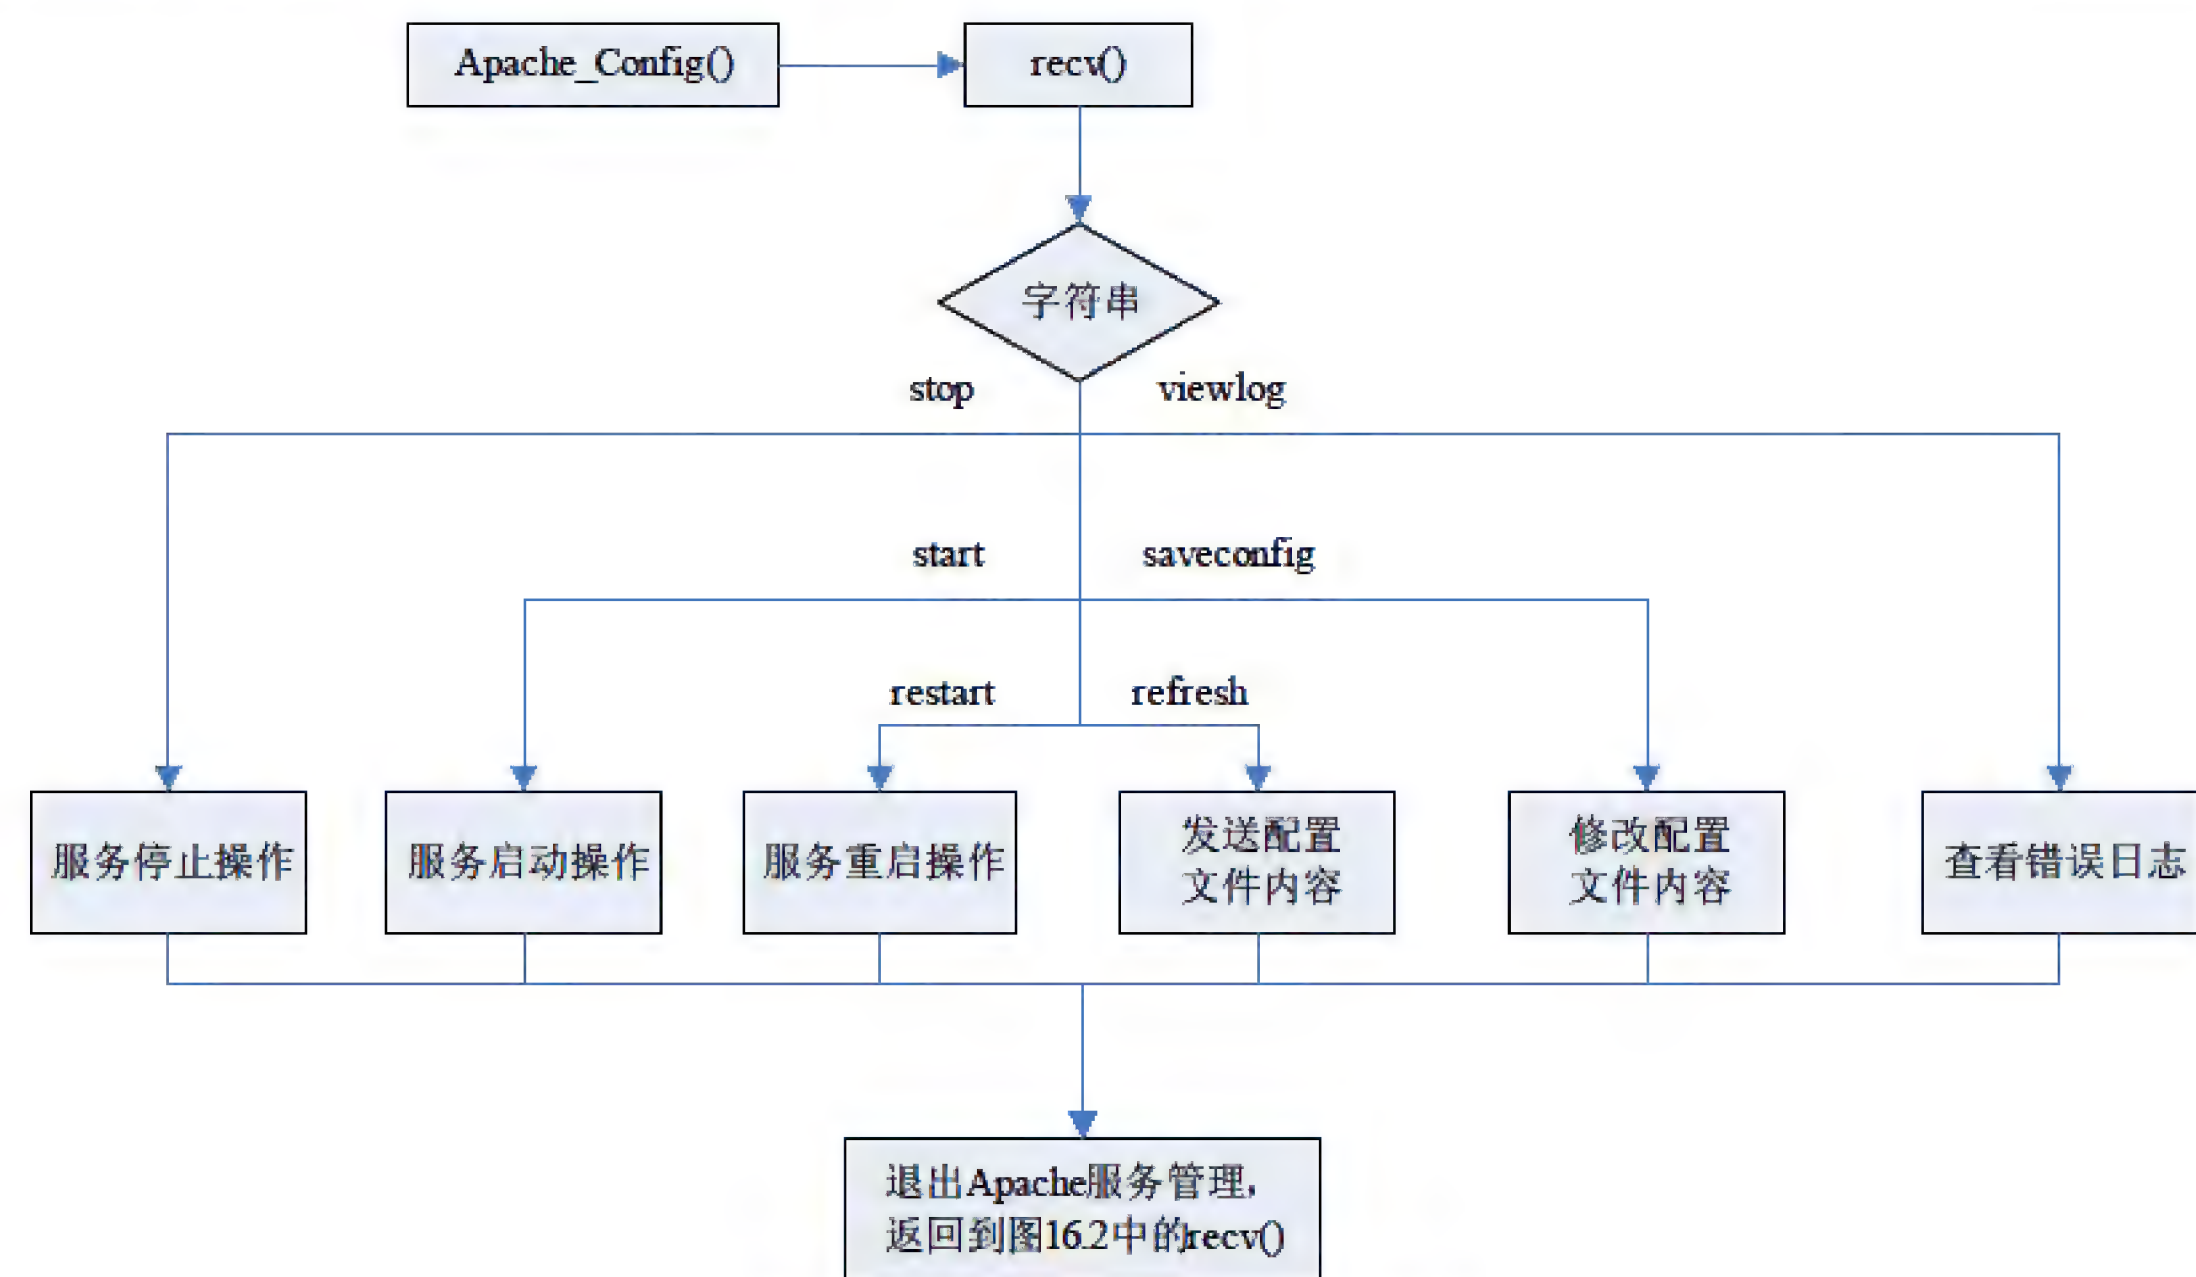 Apache_Config()
recv()
字符串
stop
viewlog
start
saveconfig
restart
refresh
服务停止操作
服务启动操作
服务重启操作
发送配置
文件内容
修改配置
文件内容
查看错误日志
退出Apache服务管理，
返回到图16.2中的recv()